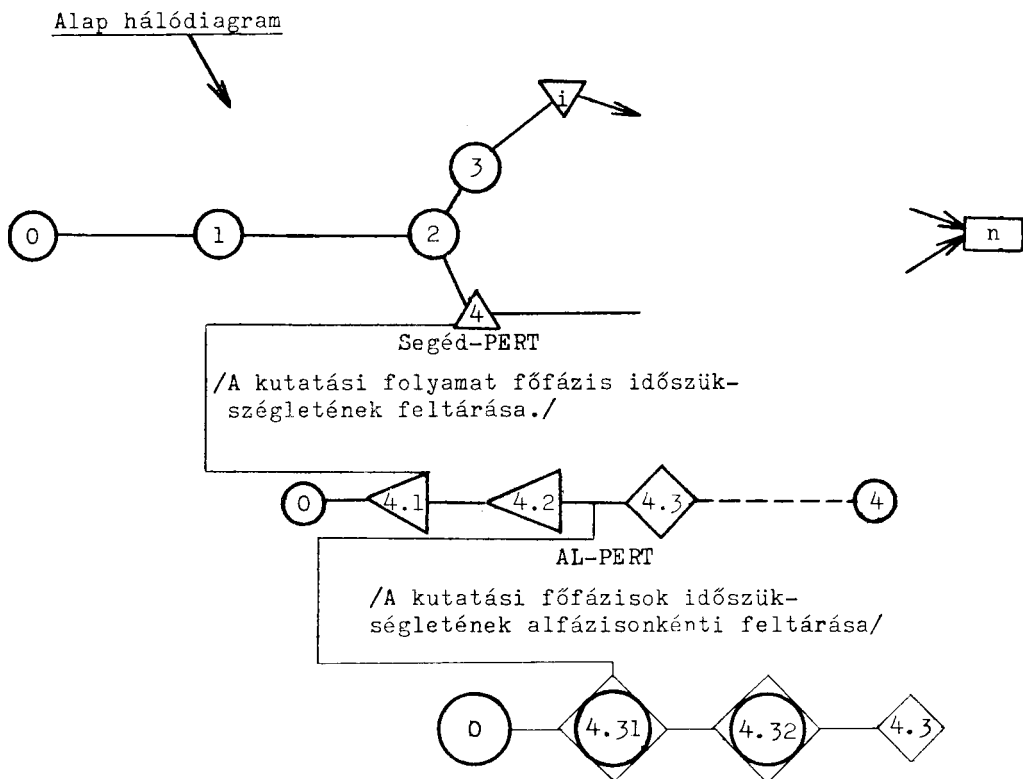 Alap hálódiagram
i
3
0 1 2 n
4
Segéd-PERT
/A kutatási folyamat főfázis időszük-
szégletének feltárása./
0 4.1 4.2 4.3 4
AL-PERT
/A kutatási főfázisok időszük-
ségletének alfázisonkénti feltárása/
0 4.31 4.32 4.3